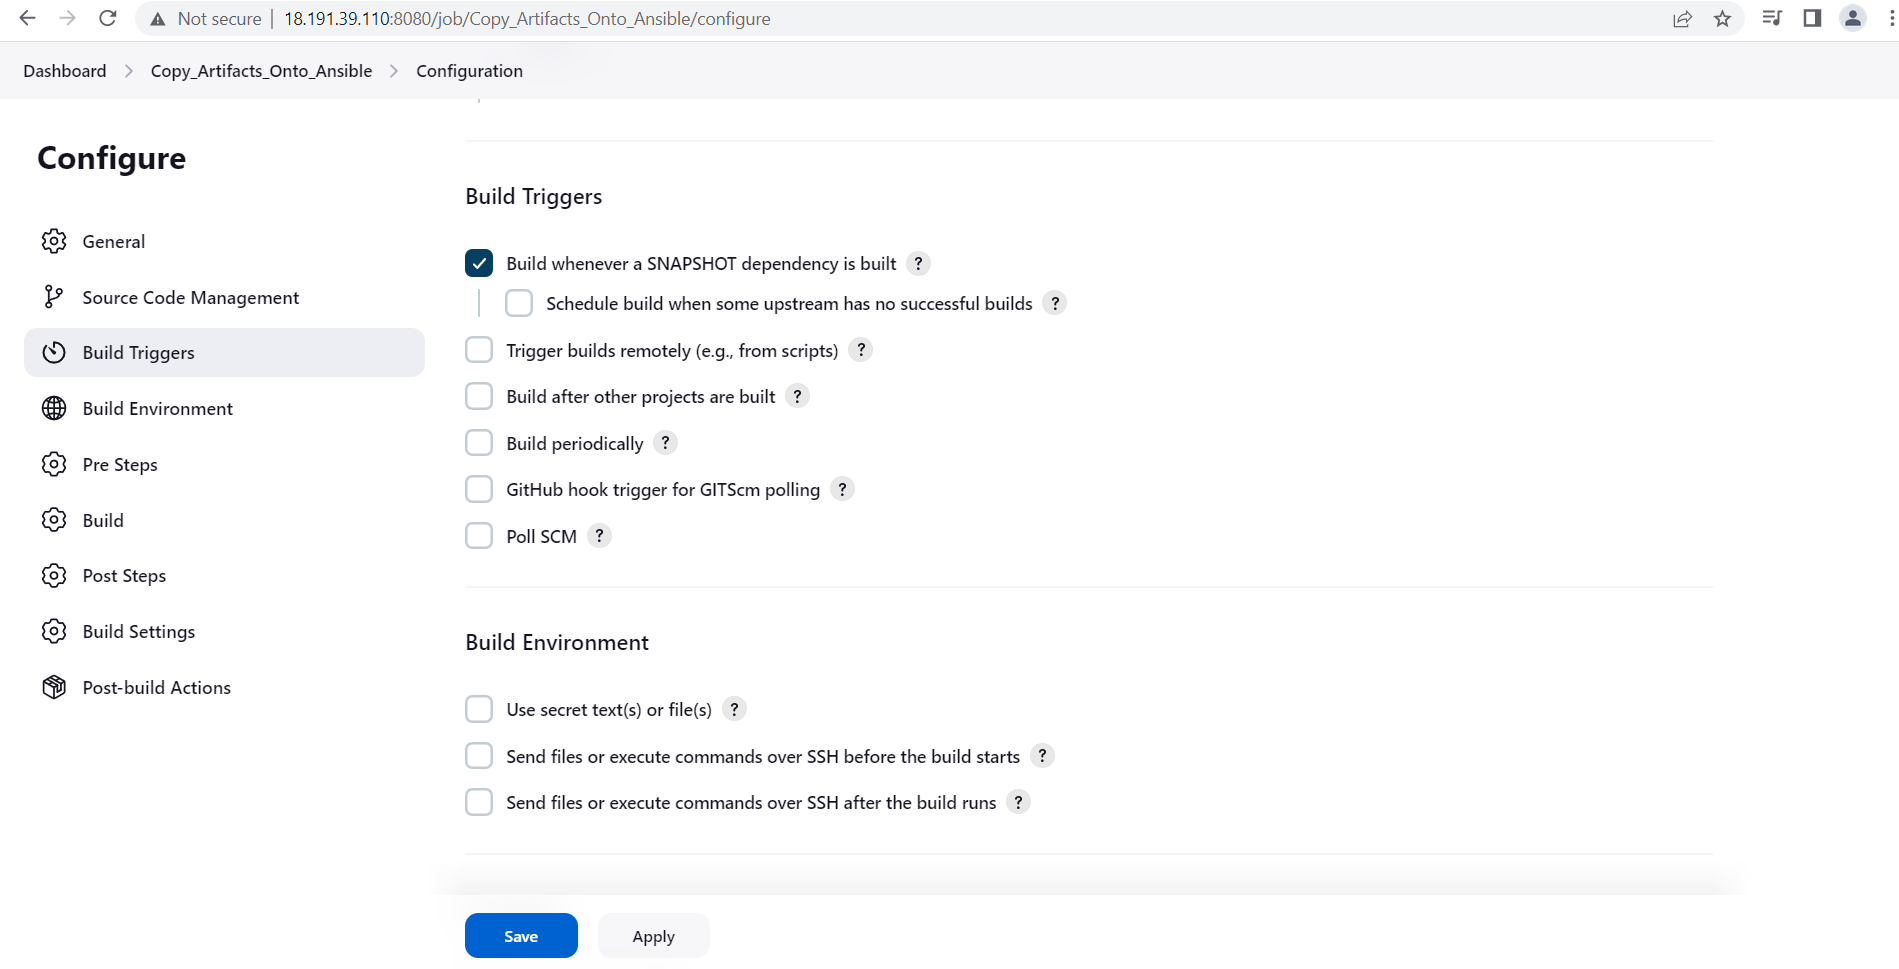 Not secure 18.191.39.110:8080/job/Copy_Artifacts_Onto_Ansible/configure
Dashboard Copy_Artifacts_Onto_Ansible Configuration
Configure
General
Source Code Management
Build Triggers
Build Environment
Pre Steps
Build
Post Steps
Build Settings
Post-build Actions
Build Triggers
Build whenever a SNAPSHOT dependency is built ?
Schedule build when some upstream has no successful builds ?
Trigger builds remotely (e.g., from scripts) ?
Build after other projects are built ?
Build periodically ?
GitHub hook trigger for GITScm polling ?
Poll SCM ?
Build Environment
Use secret text(s) or file(s) ?
Send files or execute commands over SSH before the build starts ?
Send files or execute commands over SSH after the build runs ?
Save Apply